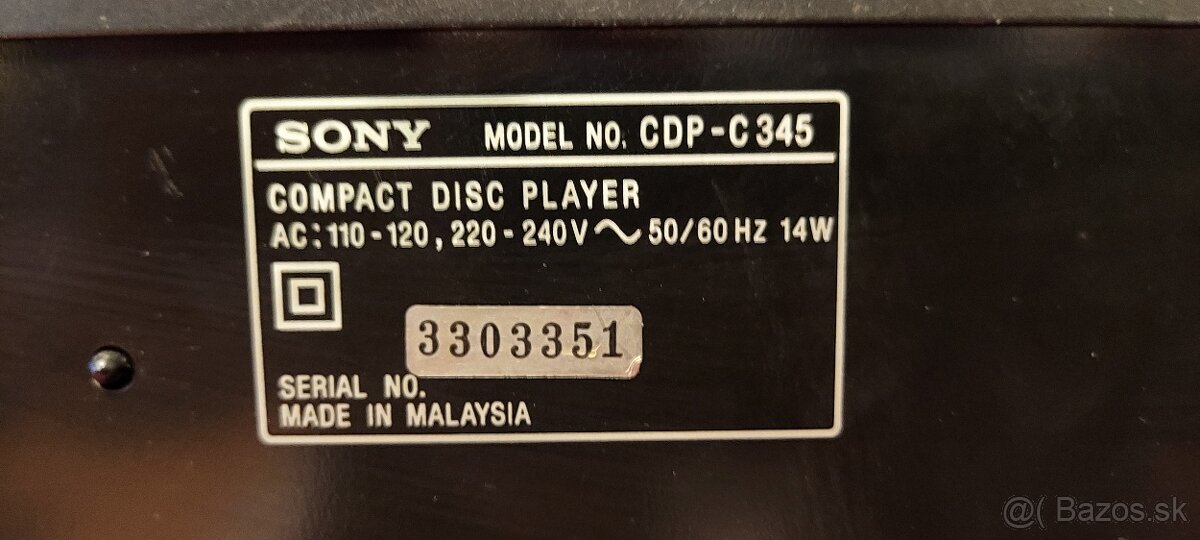 SONY MODEL NO. CDP-C345
COMPACT DISC PLAYER
AC: 110-120, 220-240V ~ 50/60 Hz 14W
3303351
SERIAL NO.
MADE IN MALAYSIA
@( Bazos.sk